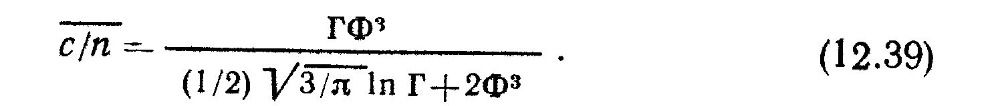 c/n = ΓΦ³ / ((1/2) √3/π ln Γ + 2Φ³) . (12.39)